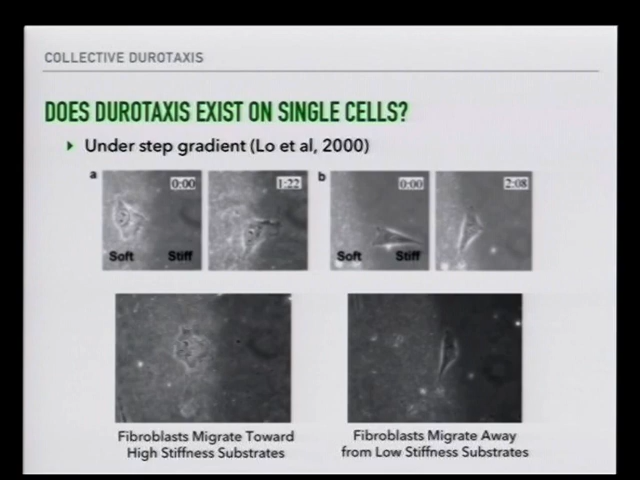 COLLECTIVE DUROTAXIS
DOES DUROTAXIS EXIST ON SINGLE CELLS?
Under step gradient (Lo et al, 2000)
a 0:00 1:22 b 0:00 2:08
Soft Stiff Soft Stiff
Fibroblasts Migrate Toward
High Stiffness Substrates
Fibroblasts Migrate Away
from Low Stiffness Substrates